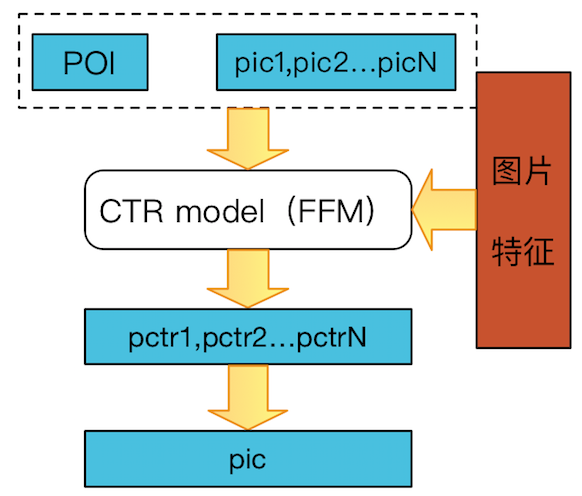 POI
pic1,pic2…picN
图片
特征
CTR model（FFM）
pctr1,pctr2…pctrN
pic